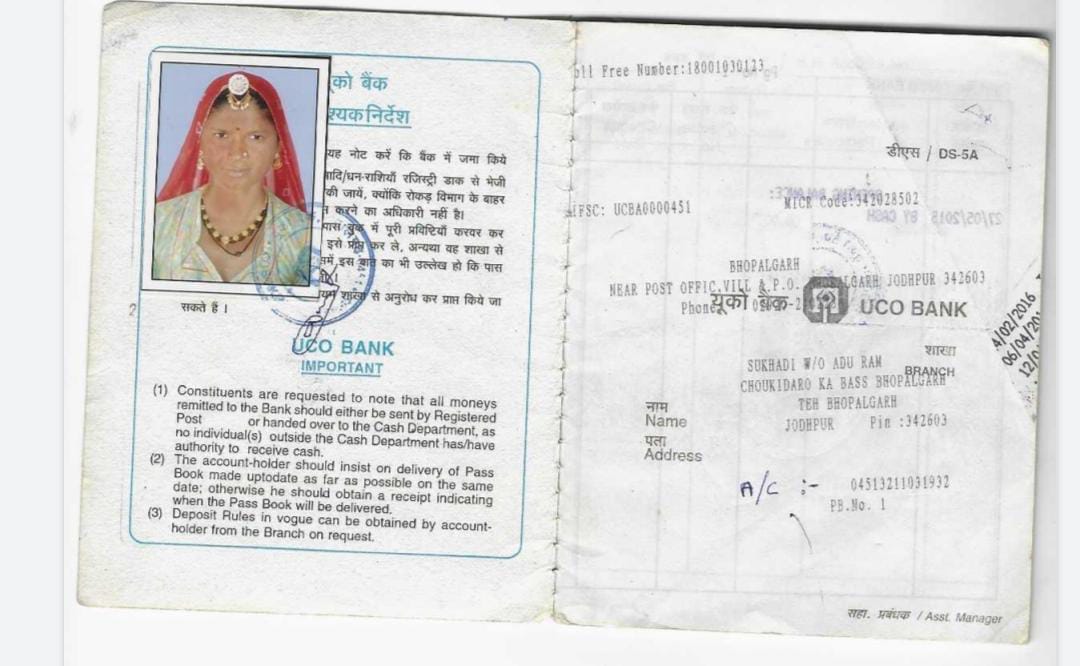 को बैंक
श्यक निर्देश
यह नोट करें कि बैंक में जमा किये
आदि/धन-राशियाँ रजिस्ट्री डाक से भेजी
की जायें, क्योंकि रोकड़ विभाग के बाहर
करने का अधिकारी नहीं है।
पास बुक में पूरी प्रविष्टियाँ करवा कर
इसे प्राप्त कर ले, अन्यथा वह शाखा से
इस बात का भी उल्लेख हो कि पास
शाखा से अनुरोध कर प्राप्त किये जा
सकते हैं।
2
UCO BANK
IMPORTANT
(1) Constituents are requested to note that all moneys
remitted to the Bank should either be sent by Registered
Post or handed over to the Cash Department, as
no individual(s) outside the Cash Department has/have
authority to receive cash.
(2) The account-holder should insist on delivery of Pass
Book made uptodate as far as possible on the same
date; otherwise he should obtain a receipt indicating
when the Pass Book will be delivered.
(3) Deposit Rules in vogue can be obtained by account-
holder from the Branch on request.
oll Free Number:18001030123
डीएस / DS-5A
IFSC: UCBA0000451 MICR Code:342028502
27/05/2015 BY CASH
BHOPALGARH
NEAR POST OFFIC,VILL & P.O. BHOPALGARH JODHPUR 342603
Phone
यूको बैंक UCO BANK
4/02/2016
06/04/201
12/0
शाखा
BRANCH
SUKHADI W/O ADU RAM
CHOUKIDARO KA BASS BHOPALGARH
TEH BHOPALGARH
JODHPUR Pin :342603
नाम
Name
पता
Address
A/C :- 04513211031932
PB.No. 1
सहा. प्रबंधक / Asst. Manager